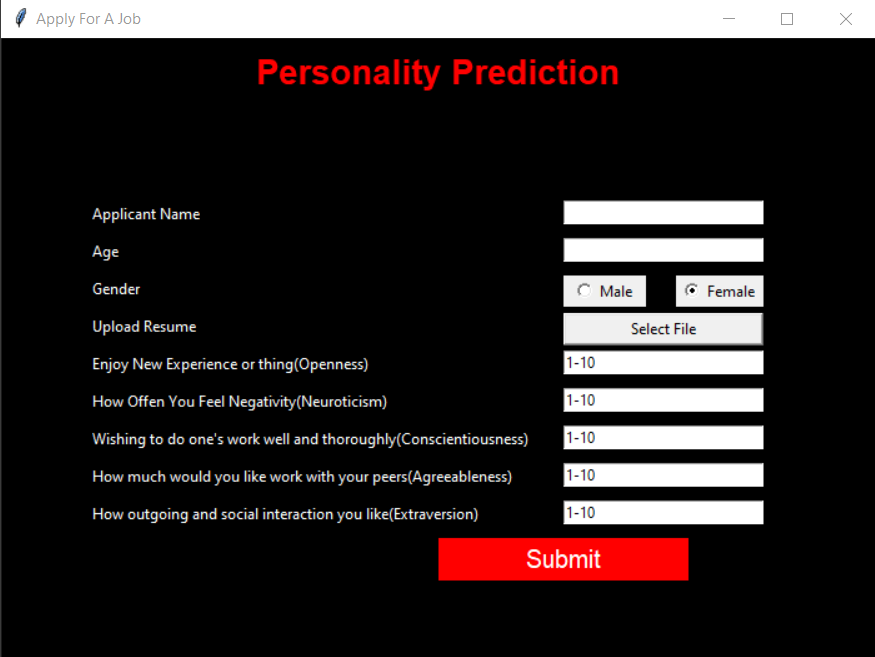 Apply For A Job
Personality Prediction
Applicant Name
Age
Gender Male Female
Upload Resume Select File
Enjoy New Experience or thing(Openness) 1-10
How Offen You Feel Negativity(Neuroticism) 1-10
Wishing to do one's work well and thoroughly(Conscientiousness) 1-10
How much would you like work with your peers(Agreeableness) 1-10
How outgoing and social interaction you like(Extraversion) 1-10
Submit